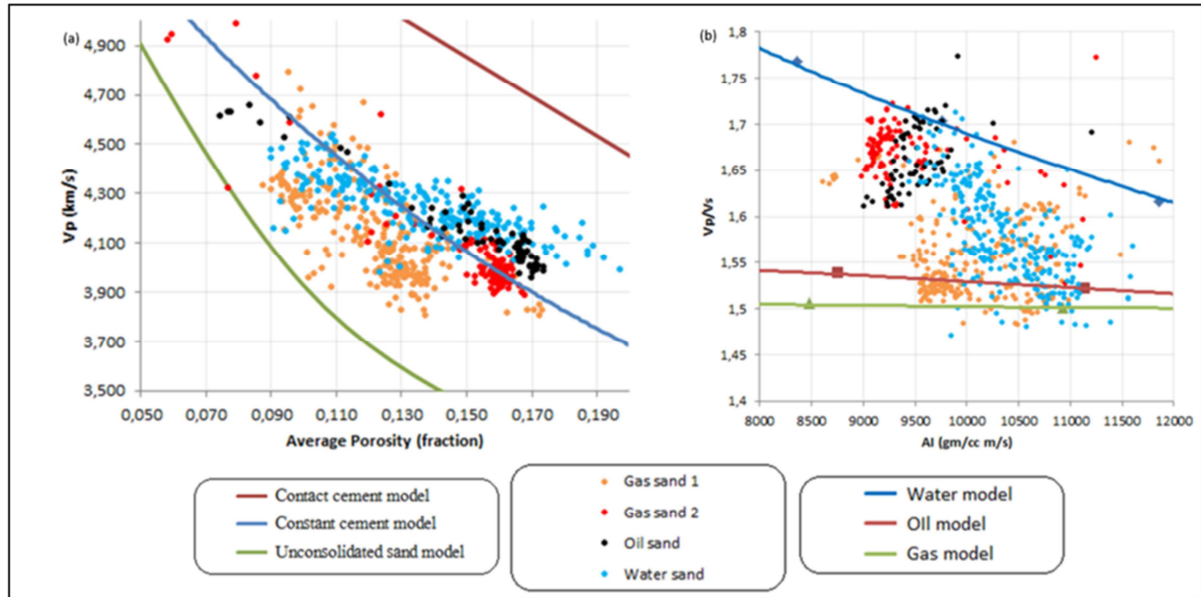 (a)
Vp (km/s)
4,900
4,700
4,500
4,300
4,100
3,900
3,700
3,500
0,050 0,070 0,090 0,110 0,130 0,150 0,170 0,190
Average Porosity (fraction)
(b)
Vp/Vs
1,8
1,75
1,7
1,65
1,6
1,55
1,5
1,45
1,4
8000 8500 9000 9500 10000 10500 11000 11500 12000
AI (gm/cc m/s)
Contact cement model
Constant cement model
Unconsolidated sand model
Gas sand 1
Gas sand 2
Oil sand
Water sand
Water model
OIl model
Gas model